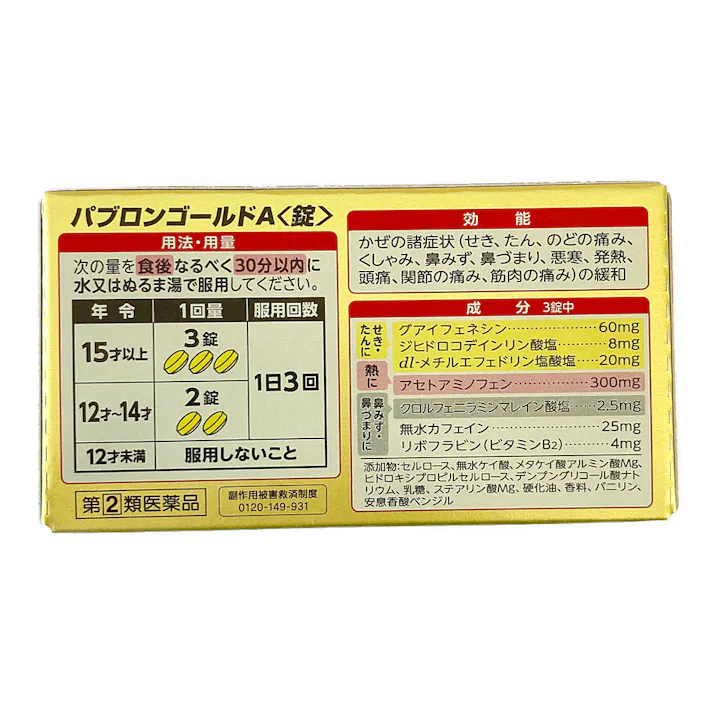 パブロンゴールドA〈錠〉
用法・用量
次の量を食後なるべく30分以内に
水又はぬるま湯で服用してください。
年令 1回量 服用回数
15才以上 3錠 1日3回
12才~14才 2錠
12才未満 服用しないこと
第②類医薬品
副作用被害救済制度
0120-149-931
効能
かぜの諸症状(せき、たん、のどの痛み、
くしゃみ、鼻みず、鼻づまり、悪寒、発熱、
頭痛、関節の痛み、筋肉の痛み)の緩和
成分 3錠中
せき・たんに
グアイフェネシン 60mg
ジヒドロコデインリン酸塩 8mg
dl-メチルエフェドリン塩酸塩 20mg
熱に
アセトアミノフェン 300mg
鼻みず・鼻づまりに
クロルフェニラミンマレイン酸塩 2.5mg
無水カフェイン 25mg
リボフラビン(ビタミンB2) 4mg
添加物:セルロース、無水ケイ酸、メタケイ酸アルミン酸Mg、
ヒドロキシプロピルセルロース、デンプングリコール酸ナト
リウム、乳糖、ステアリン酸Mg、硬化油、香料、バニリン、
安息香酸ベンジル